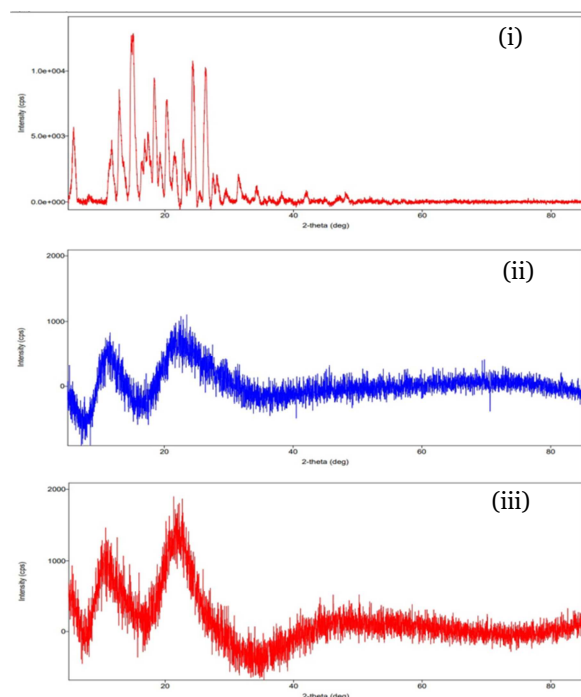 (i)
Intensity (cps)
1.0e+004
5.0e+003
0.0e+000
20 40 60 80
2-theta (deg)
(ii)
Intensity (cps)
2000
1000
0
20 40 60 80
2-theta (deg)
(iii)
Intensity (cps)
2000
1000
0
20 40 60 80
2-theta (deg)